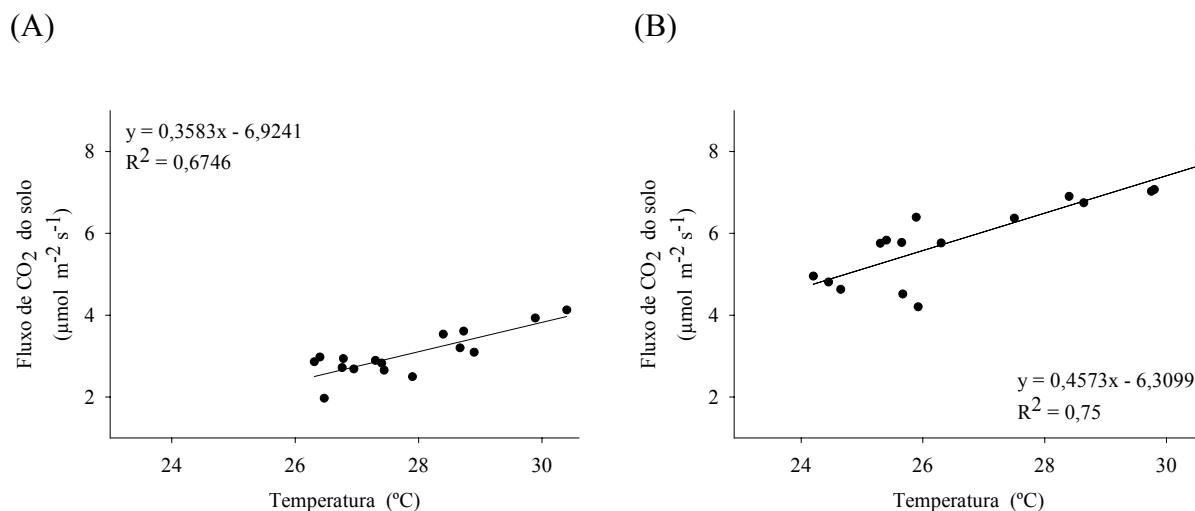 (A)
(B)
y = 0,3583x - 6,9241
R2 = 0,6746
8
6
4
2
24
26
28
30
Fluxo de CO2 do solo
(µmol m-2 s-1)
Temperatura (ºC)
8
6
4
2
24
26
28
30
Fluxo de CO2 do solo
(µmol m-2 s-1)
y = 0,4573x - 6,3099
R2 = 0,75
Temperatura (ºC)